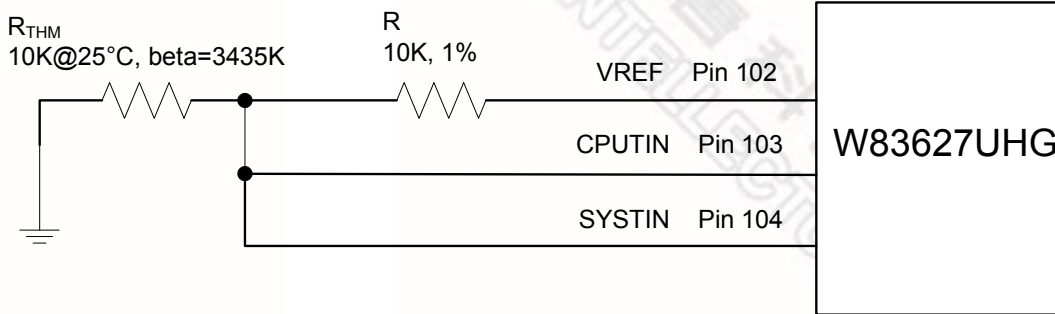 RTHM
10K@25°C, beta=3435K
R
10K, 1%
VREF Pin 102
CPUTIN Pin 103
W83627UHG
SYSTIN Pin 104